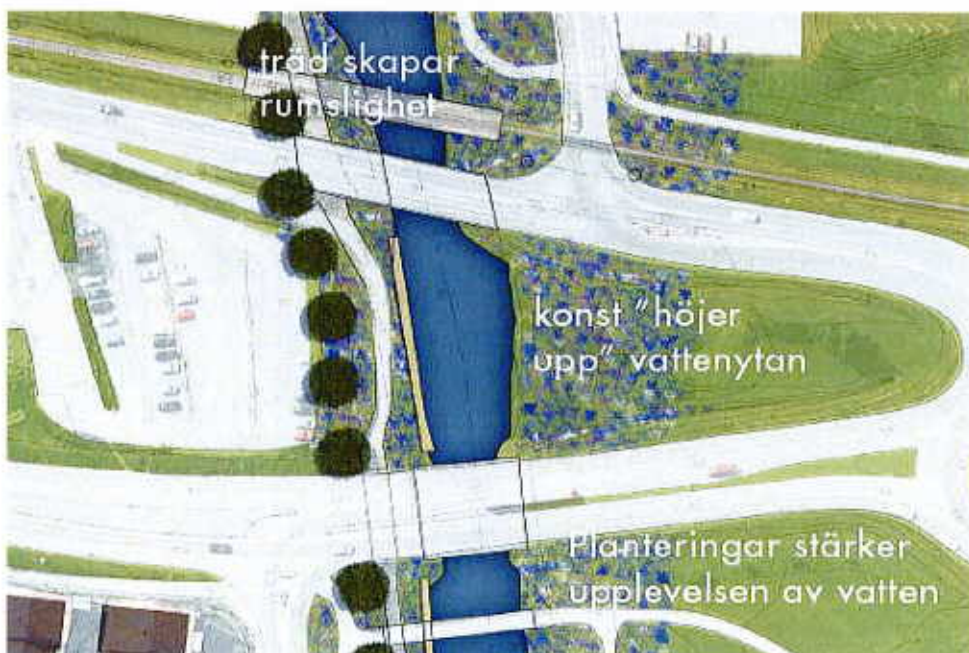 träd skapar
rumslighet
konst "höjer
upp" vattenytan
Planteringar stärker
upplevelsen av vatten